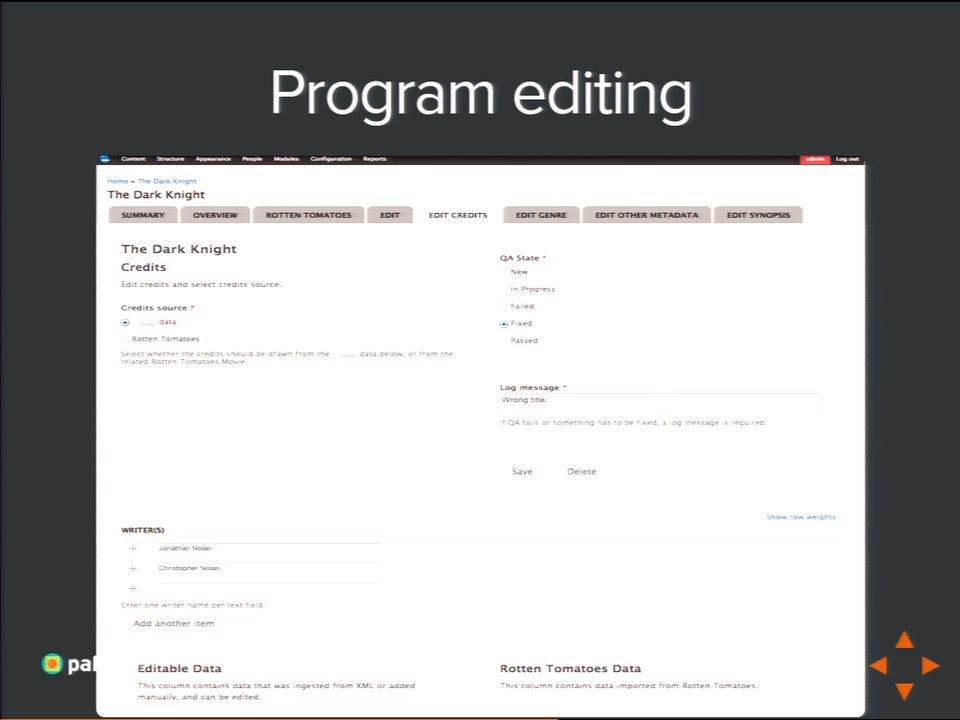 Program editing
Content Structure Appearance People Modules Configuration Reports admin Log out
Home » The Dark Knight
The Dark Knight
SUMMARY OVERVIEW ROTTEN TOMATOES EDIT EDIT CREDITS EDIT GENRE EDIT OTHER METADATA EDIT SYNOPSIS
The Dark Knight
Credits
Edit credits and select credits source.
Credits source *
data
Rotten Tomatoes
Select whether the credits should be drawn from the data below, or from the
related Rotten Tomatoes Movie.
QA State *
New
In Progress
Failed
Fixed
Passed
Log message *
Wrong title.
If QA fails or something has to be fixed, a log message is required.
Save Delete
Show row weights
WRITER(S)
Jonathan Nolan
Christopher Nolan
Enter one writer name per text field.
Add another item
Editable Data
This column contains data that was ingested from XML or added
manually, and can be edited.
Rotten Tomatoes Data
This column contains data imported from Rotten Tomatoes.